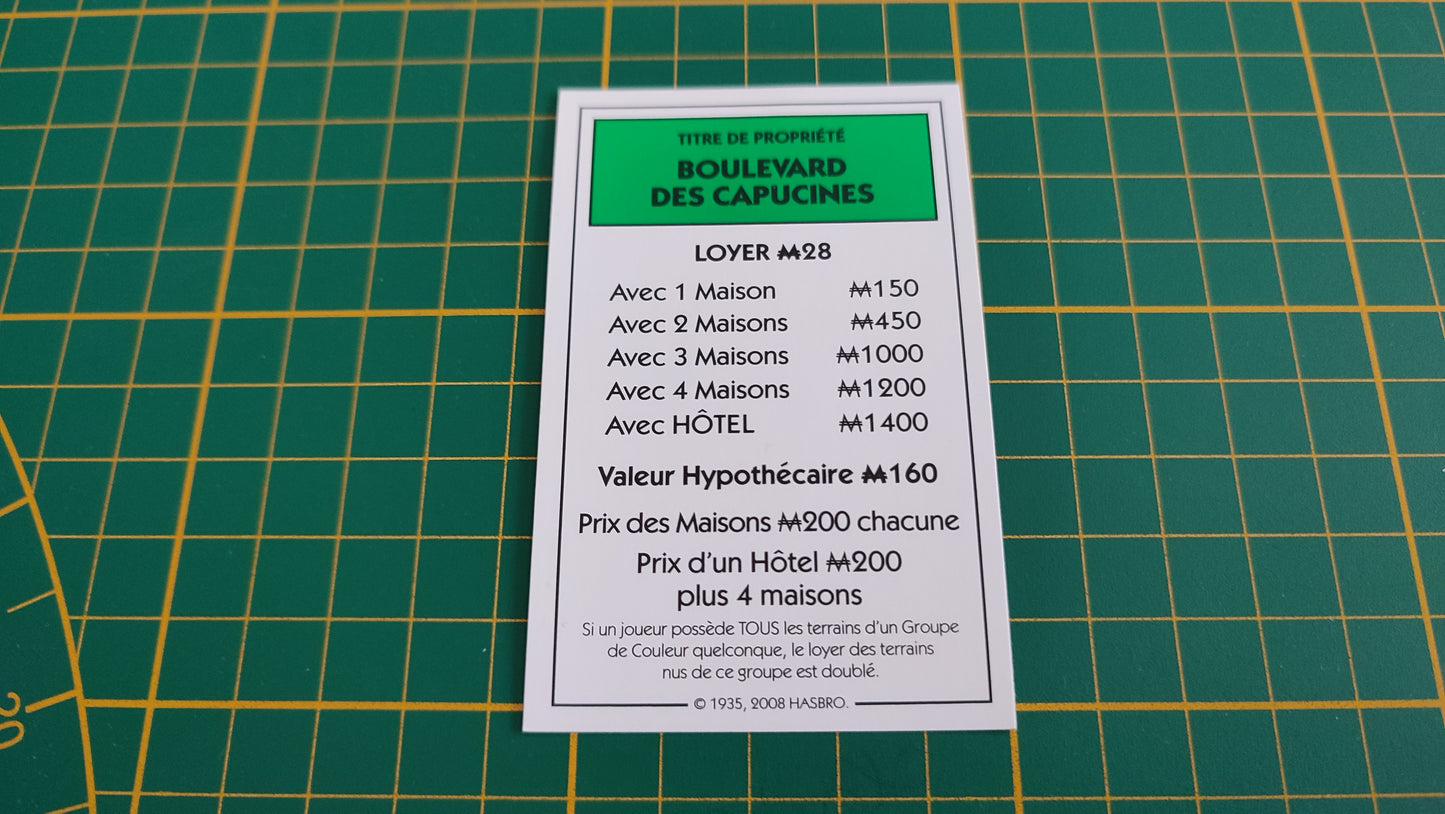 TITRE DE PROPRIÉTÉ
BOULEVARD
DES CAPUCINES
LOYER ₩28
Avec 1 Maison ₩150
Avec 2 Maisons ₩450
Avec 3 Maisons ₩1000
Avec 4 Maisons ₩1200
Avec HÔTEL ₩1400
Valeur Hypothécaire ₩160
Prix des Maisons ₩200 chacune
Prix d'un Hôtel ₩200
plus 4 maisons
Si un joueur possède TOUS les terrains d'un Groupe
de Couleur quelconque, le loyer des terrains
nus de ce groupe est doublé.
© 1935, 2008 HASBRO.
20